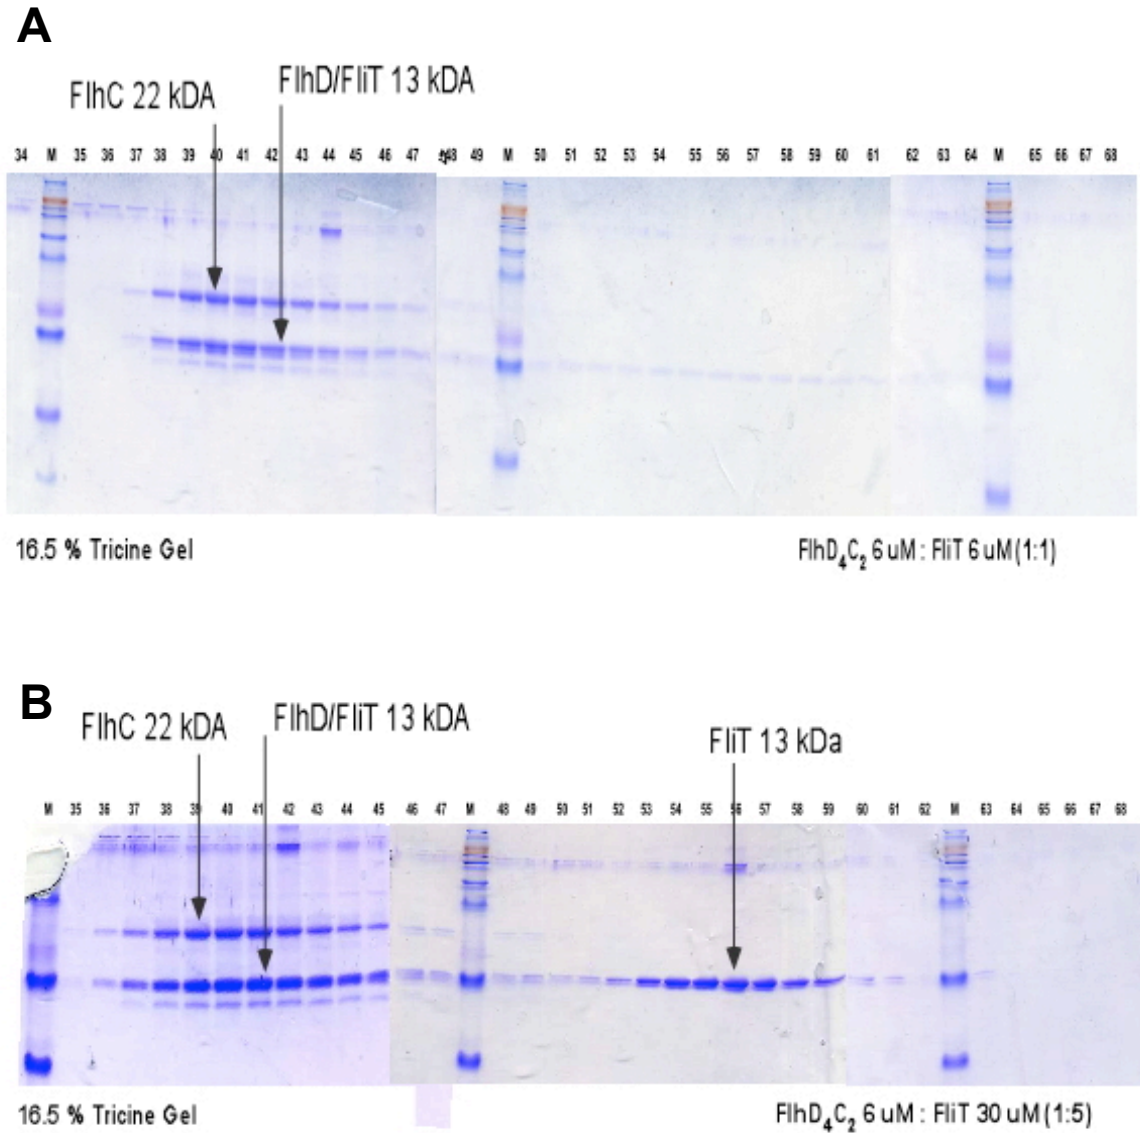 A
FlhC 22 kDA
FlhD/FliT 13 kDA
34 M 35 36 37 38 39 40 41 42 43 44 45 46 47 48 49 M 50 51 52 53 54 55 56 57 58 59 60 61 62 63 64 M 65 66 67 68
16.5 % Tricine Gel
FlhD4C2 6 uM : FliT 6 uM (1:1)
B
FlhC 22 kDA
FlhD/FliT 13 kDA
FliT 13 kDa
M 35 36 37 38 39 40 41 42 43 44 45 46 47 M 48 49 50 51 52 53 54 55 56 57 58 59 60 61 62 M 63 64 65 66 67 68
16.5 % Tricine Gel
FlhD4C2 6 uM : FliT 30 uM (1:5)